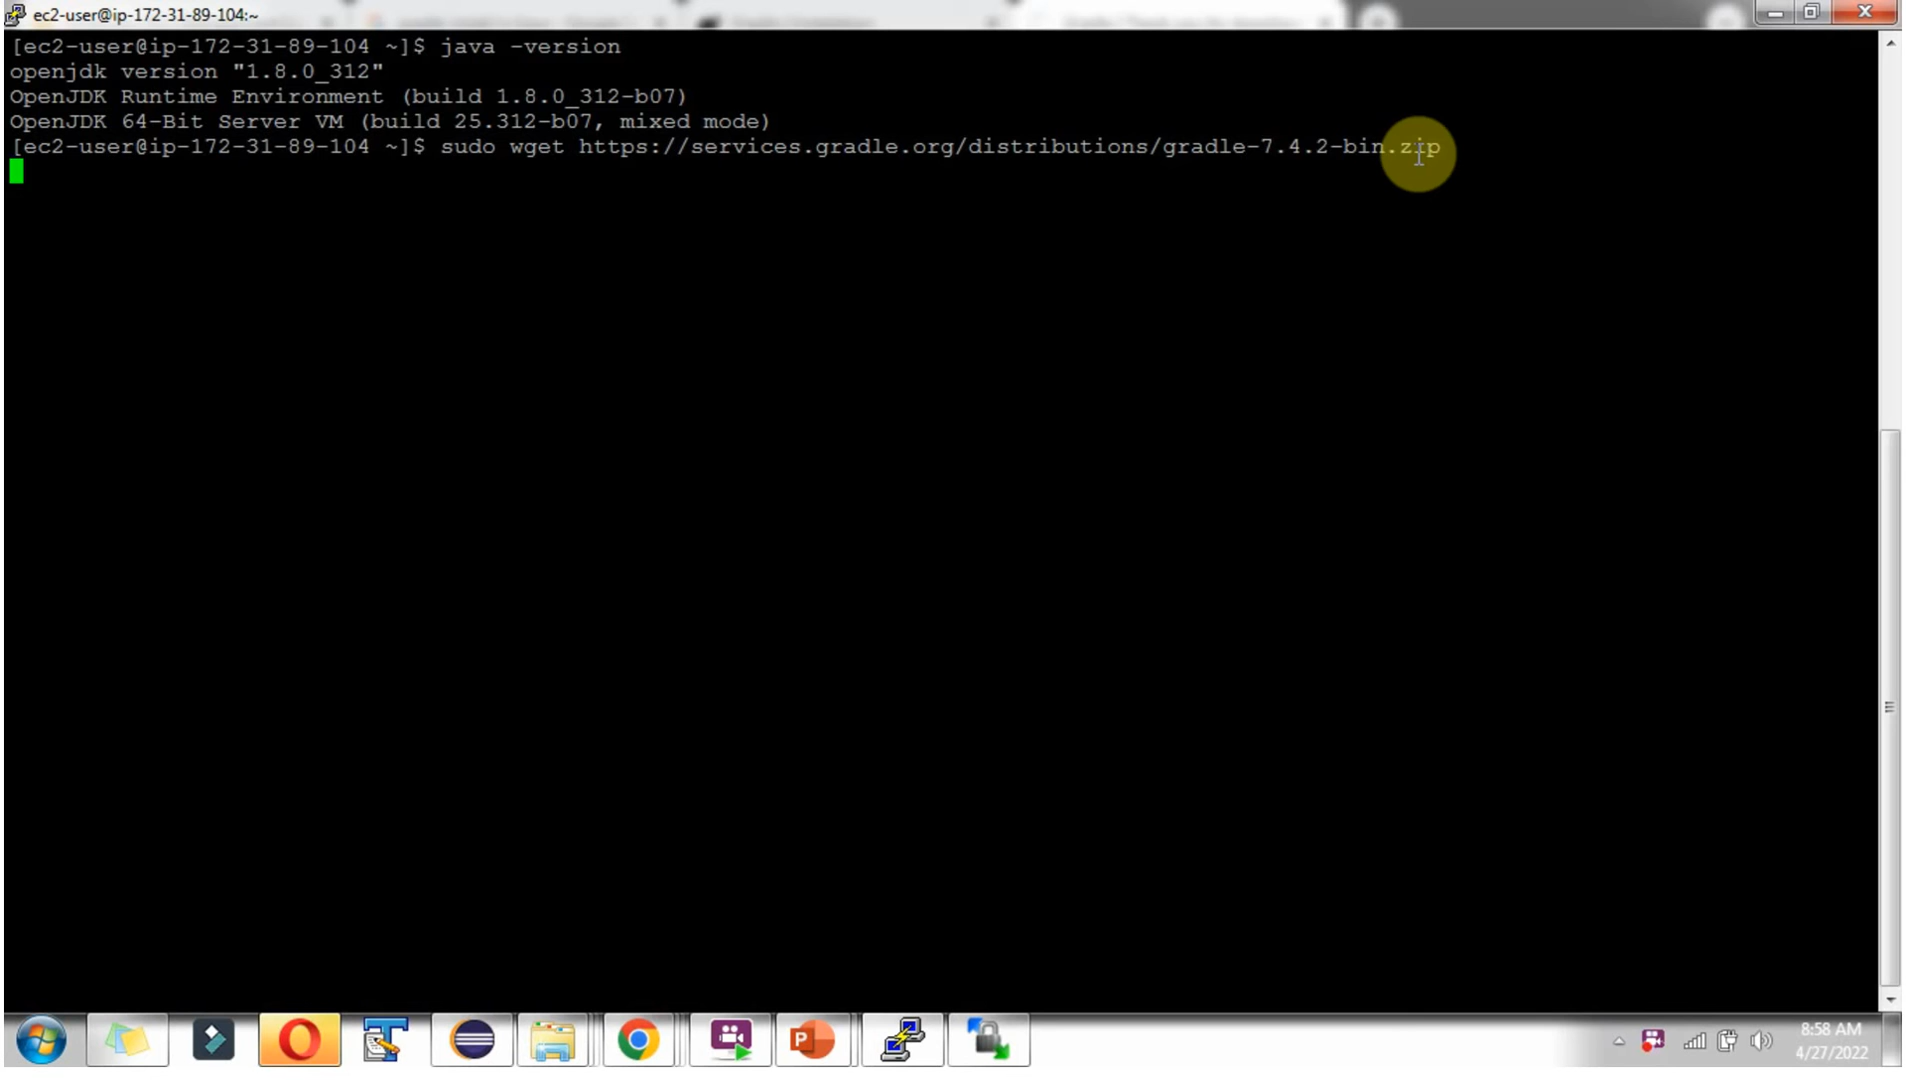 ec2-user@ip-172-31-89-104:~
[ec2-user@ip-172-31-89-104 ~]$ java -version
openjdk version "1.8.0_312"
OpenJDK Runtime Environment (build 1.8.0_312-b07)
OpenJDK 64-Bit Server VM (build 25.312-b07, mixed mode)
[ec2-user@ip-172-31-89-104 ~]$ sudo wget https://services.gradle.org/distributions/gradle-7.4.2-bin.zip
8:58 AM
4/27/2022